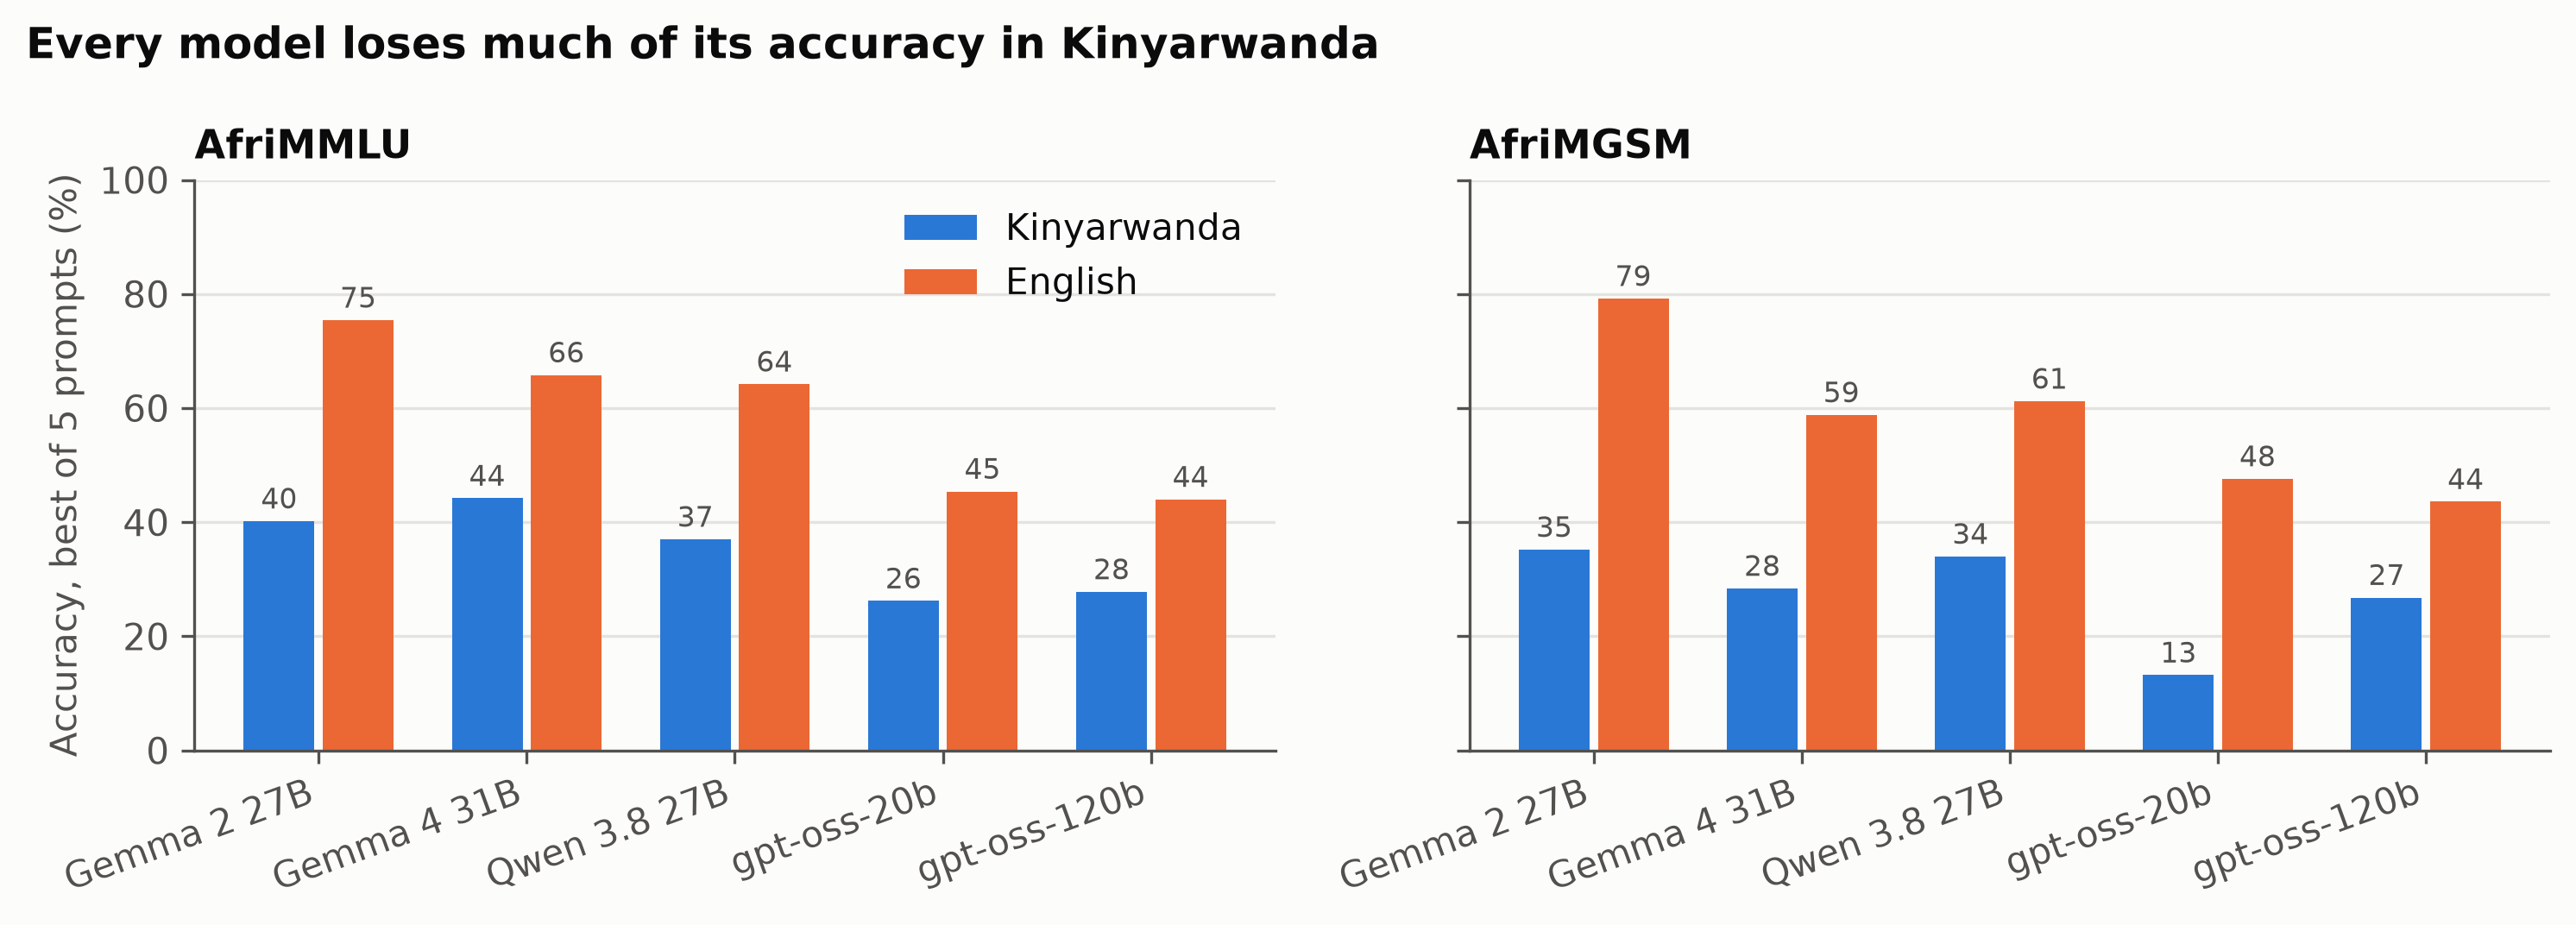 Every model loses much of its accuracy in Kinyarwanda
AfriMMLU
Accuracy, best of 5 prompts (%)
100
80
60
40
20
0
Kinyarwanda
English
40
75
44
66
37
64
26
45
28
44
Gemma 2 27B
Gemma 4 31B
Qwen 3.8 27B
gpt-oss-20b
gpt-oss-120b
AfriMGSM
35
79
28
59
34
61
13
48
27
44
Gemma 2 27B
Gemma 4 31B
Qwen 3.8 27B
gpt-oss-20b
gpt-oss-120b